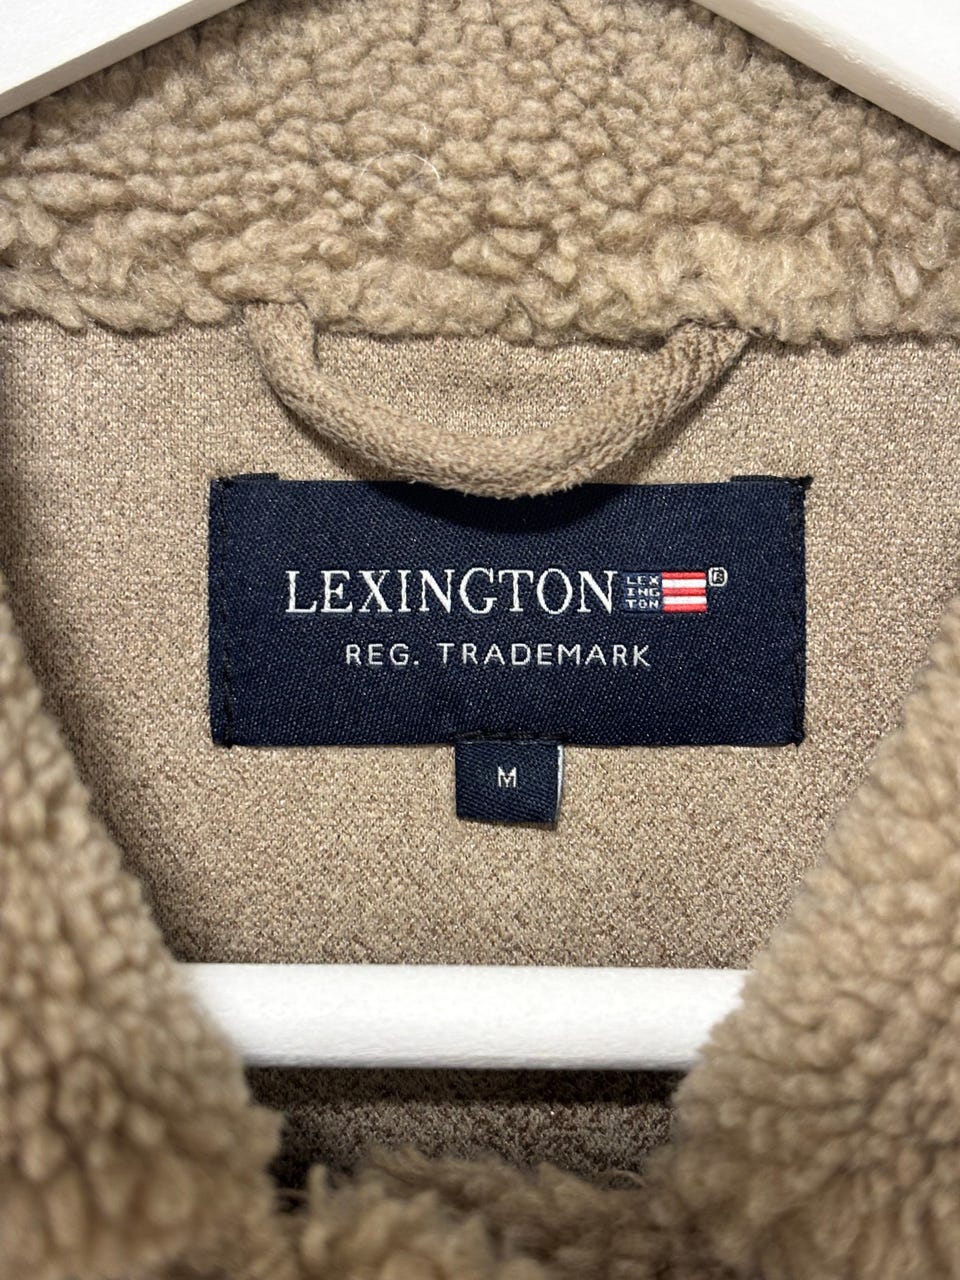 LEXINGTON LEX ING TON ®
REG. TRADEMARK
M